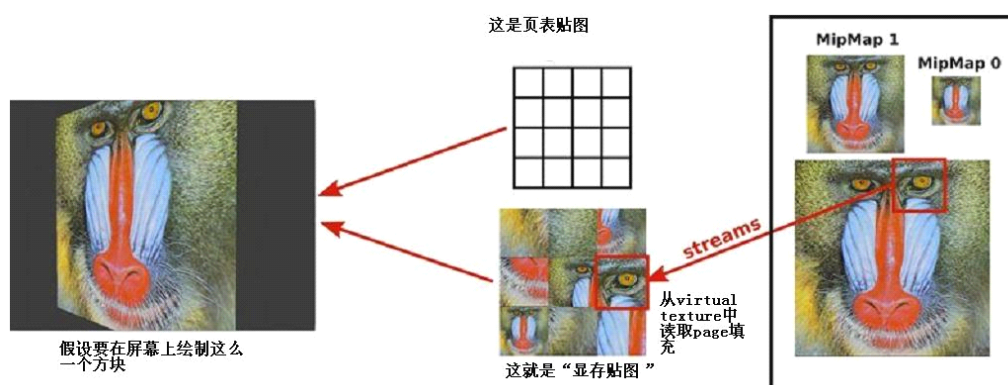 这是页表贴图
MipMap 1
MipMap 0
streams
从virtual
texture中
读取page填
充
假设要在屏幕上绘制这么
一个方块
这就是“显存贴图 ”